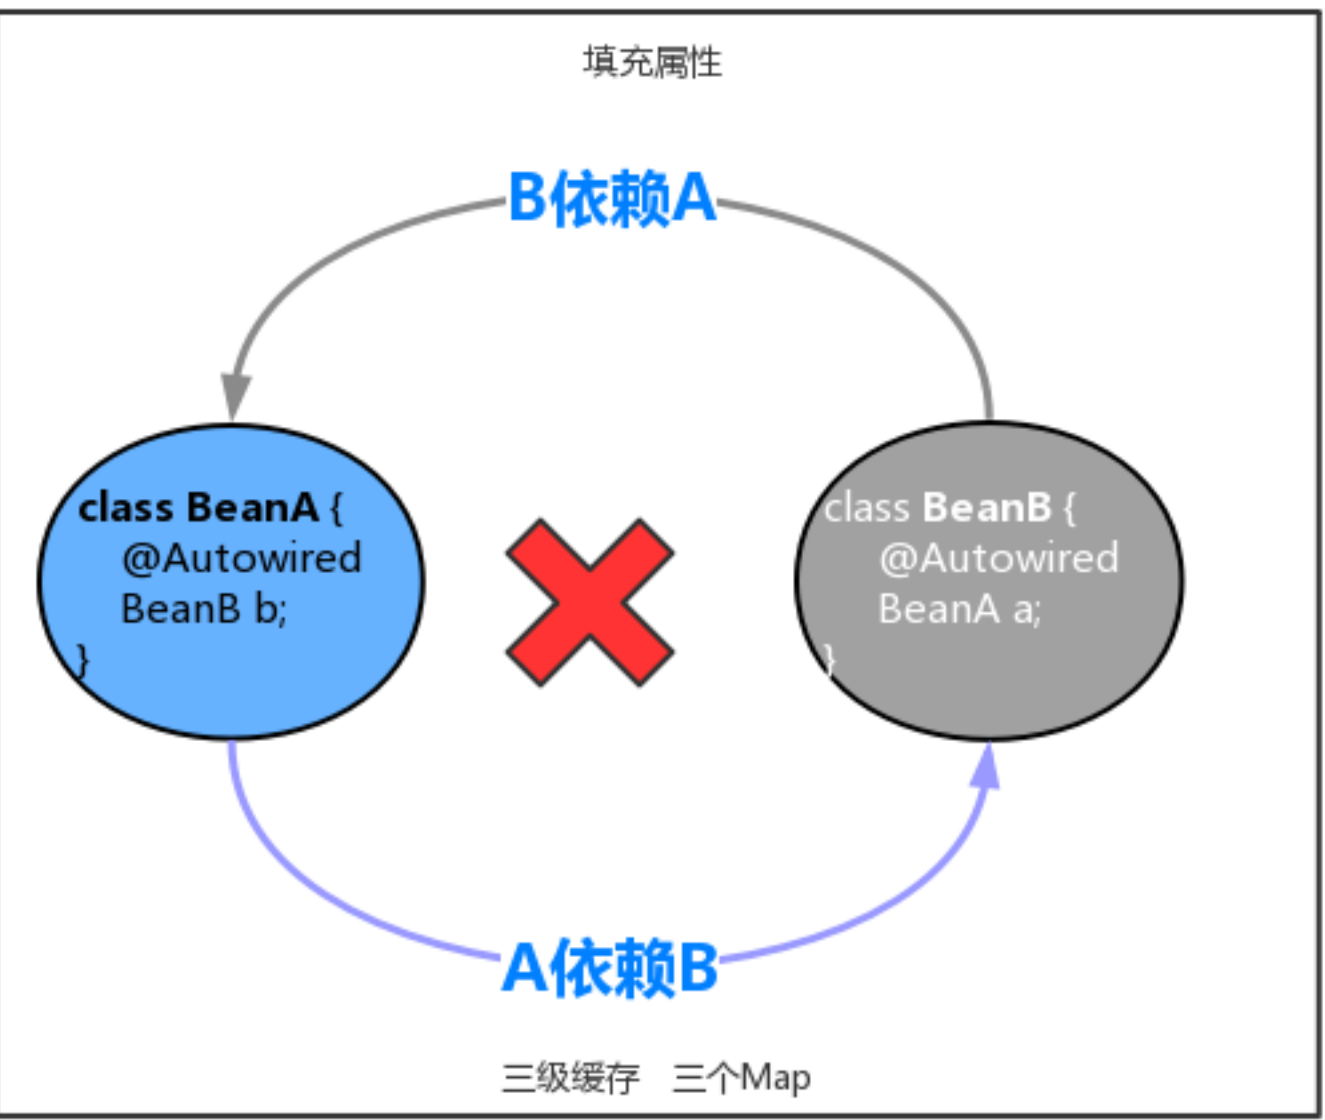 填充属性
B依赖A
class BeanA {
@Autowired
BeanB b;
}
class BeanB {
@Autowired
BeanA a;
}
A依赖B
三级缓存 三个Map